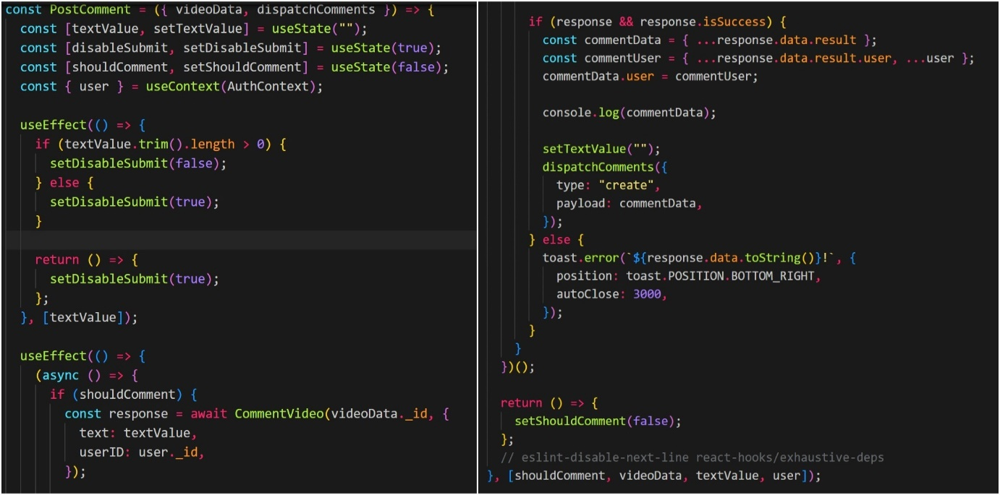 const PostComment = ({ videoData, dispatchComments }) => {
  const [textValue, setTextValue] = useState("");
  const [disableSubmit, setDisableSubmit] = useState(true);
  const [shouldComment, setShouldComment] = useState(false);
  const { user } = useContext(AuthContext);

  useEffect(() => {
    if (textValue.trim().length > 0) {
      setDisableSubmit(false);
    } else {
      setDisableSubmit(true);
    }

    return () => {
      setDisableSubmit(true);
    };
  }, [textValue]);

  useEffect(() => {
    (async () => {
      if (shouldComment) {
        const response = await CommentVideo(videoData._id, {
          text: textValue,
          userID: user._id,
        });

        if (response && response.isSuccess) {
          const commentData = { ...response.data.result };
          const commentUser = { ...response.data.result.user, ...user };
          commentData.user = commentUser;

          console.log(commentData);

          setTextValue("");
          dispatchComments({
            type: "create",
            payload: commentData,
          });
        } else {
          toast.error(`${response.data.toString()}!`, {
            position: toast.POSITION.BOTTOM_RIGHT,
            autoClose: 3000,
          });
        }
      }
    })();

    return () => {
      setShouldComment(false);
    };
    // eslint-disable-next-line react-hooks/exhaustive-deps
  }, [shouldComment, videoData, textValue, user]);